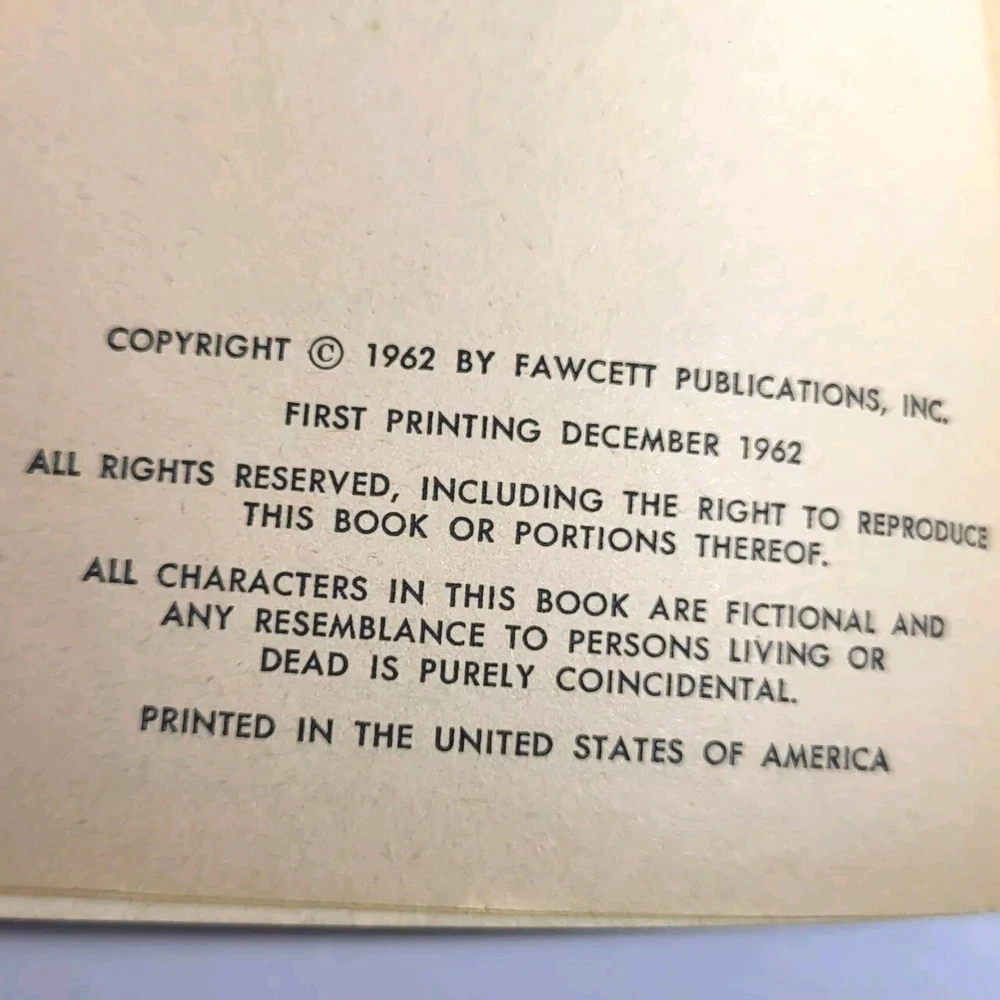 COPYRIGHT © 1962 BY FAWCETT PUBLICATIONS, INC.
FIRST PRINTING DECEMBER 1962
ALL RIGHTS RESERVED, INCLUDING THE RIGHT TO REPRODUCE
THIS BOOK OR PORTIONS THEREOF.
ALL CHARACTERS IN THIS BOOK ARE FICTIONAL AND
ANY RESEMBLANCE TO PERSONS LIVING OR
DEAD IS PURELY COINCIDENTAL.
PRINTED IN THE UNITED STATES OF AMERICA